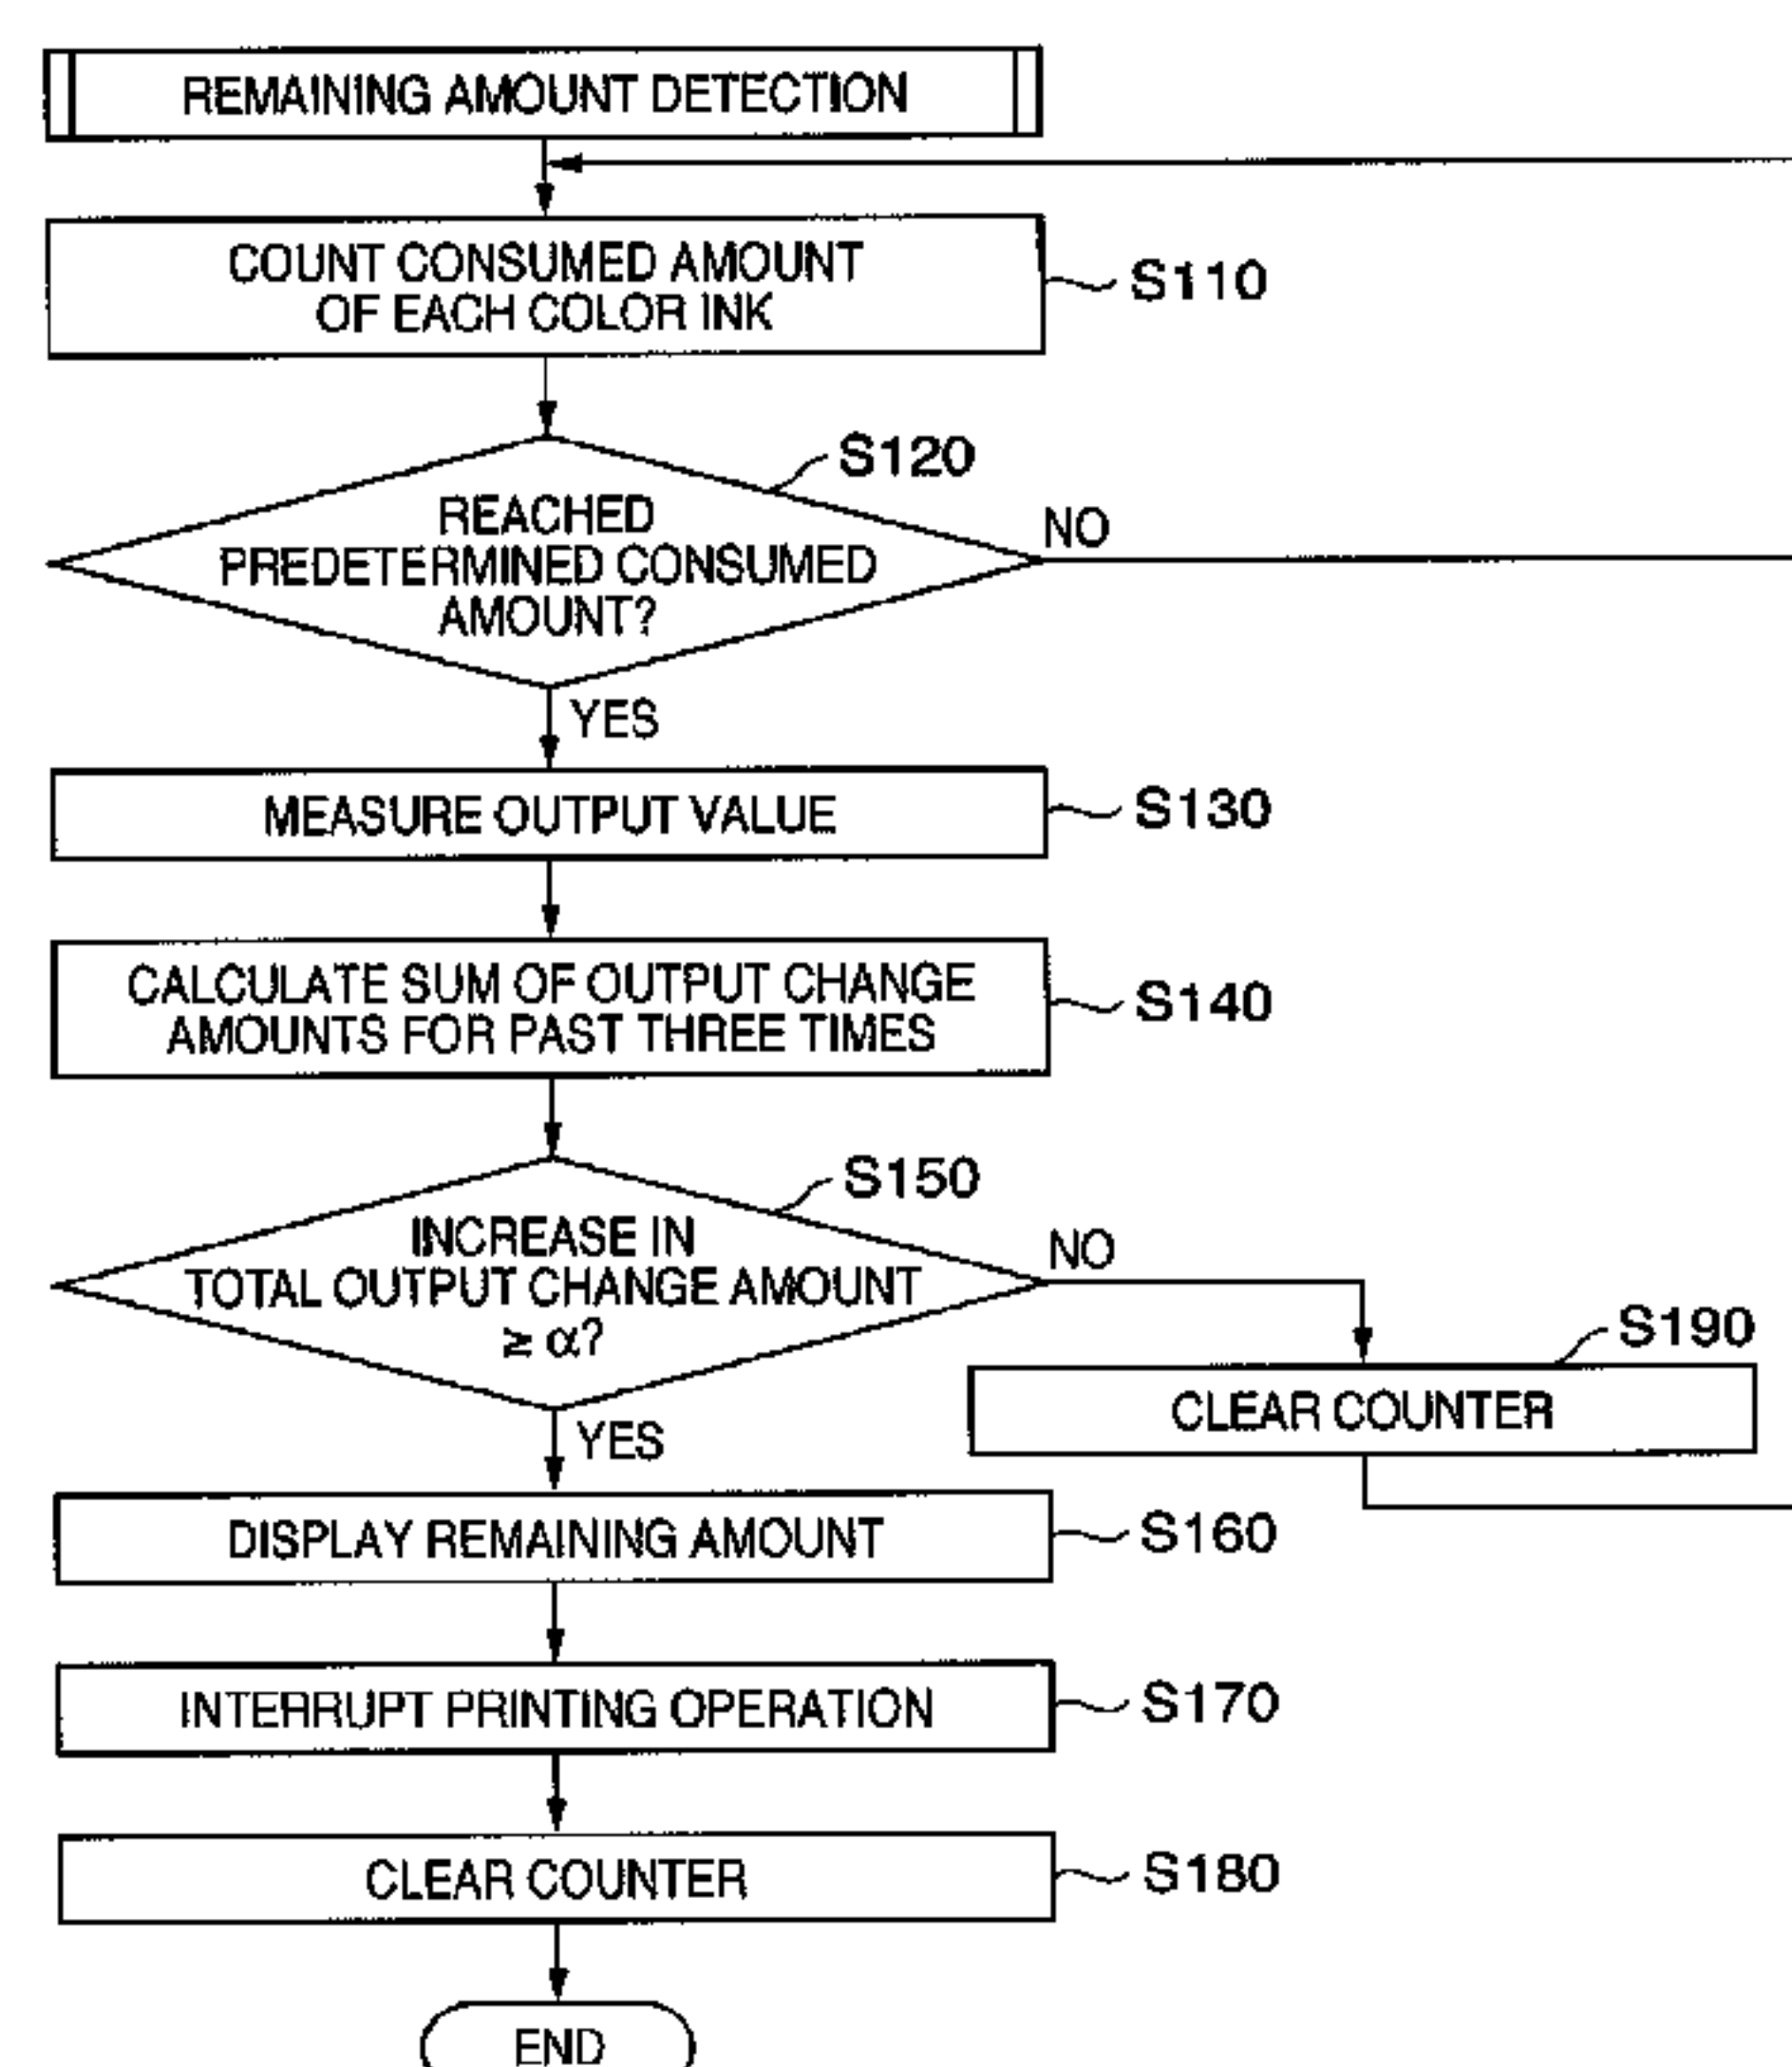 REMAINING AMOUNT DETECTION
COUNT CONSUMED AMOUNT
OF EACH COLOR INK
S110
S120
REACHED
PREDETERMINED CONSUMED
AMOUNT?
NO
YES
MEASURE OUTPUT VALUE
S130
CALCULATE SUM OF OUTPUT CHANGE
AMOUNTS FOR PAST THREE TIMES
S140
S150
INCREASE IN
TOTAL OUTPUT CHANGE AMOUNT
≥ α?
NO
YES
S190
CLEAR COUNTER
DISPLAY REMAINING AMOUNT
S160
INTERRUPT PRINTING OPERATION
S170
CLEAR COUNTER
S180
END